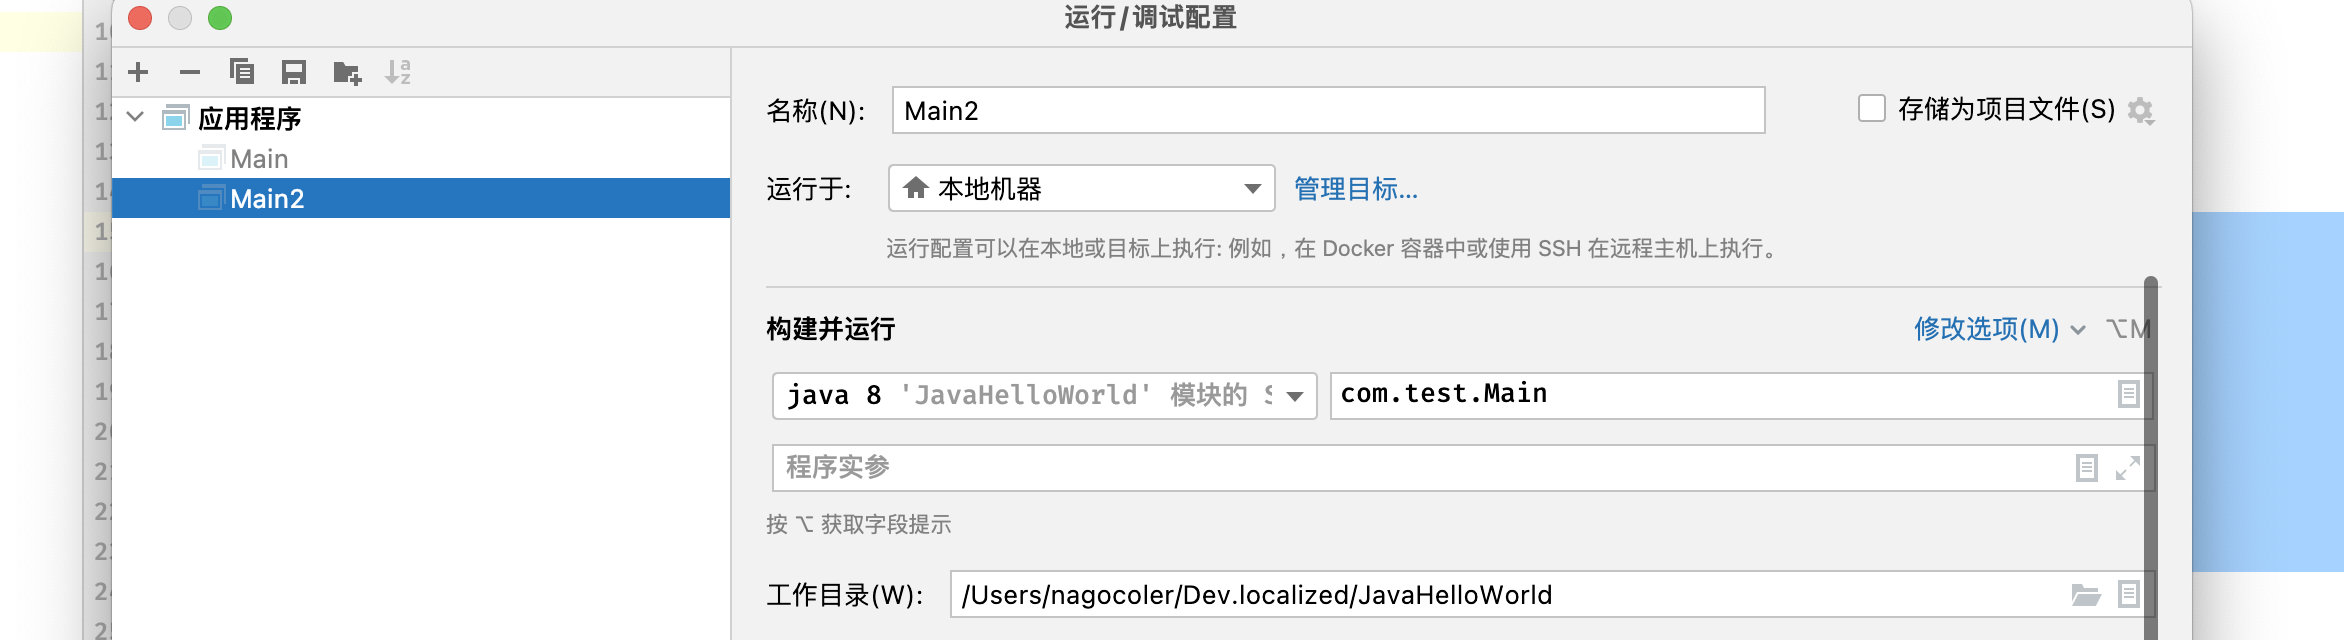 运行/调试配置
应用程序
Main
Main2
名称(N):
Main2
存储为项目文件(S)
运行于:
本地机器
管理目标...
运行配置可以在本地或目标上执行: 例如，在 Docker 容器中或使用 SSH 在远程主机上执行。
构建并运行
修改选项(M)
⌥M
java 8 'JavaHelloWorld' 模块的
com.test.Main
程序实参
按 ⌥ 获取字段提示
工作目录(W):
/Users/nagocoler/Dev.localized/JavaHelloWorld